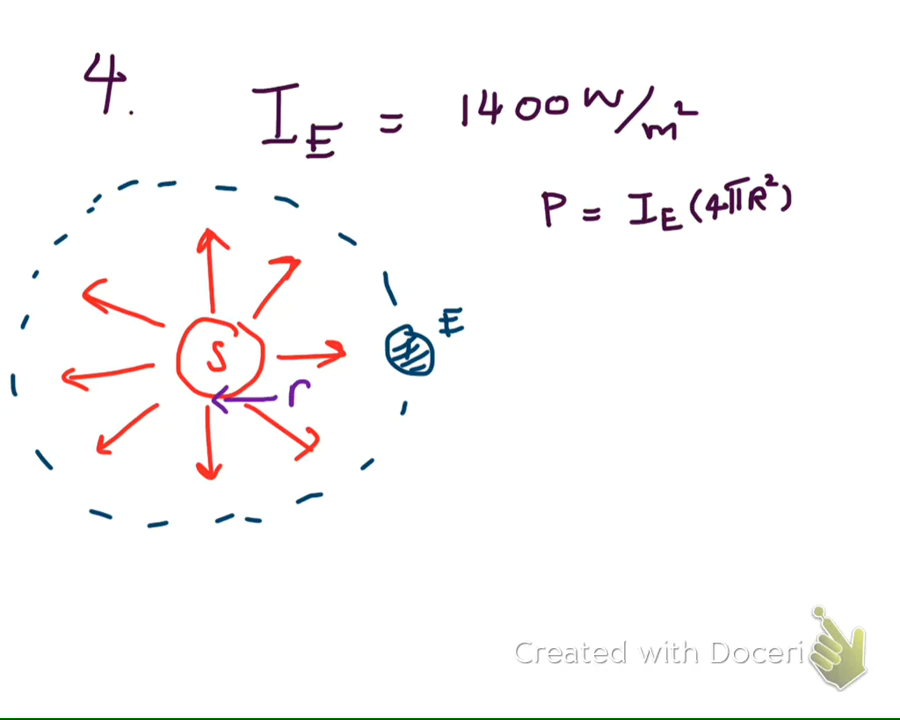 4.
I_E = 1400 W/m²
P = I_E (4πR²)
E
S
r
Created with Doceri